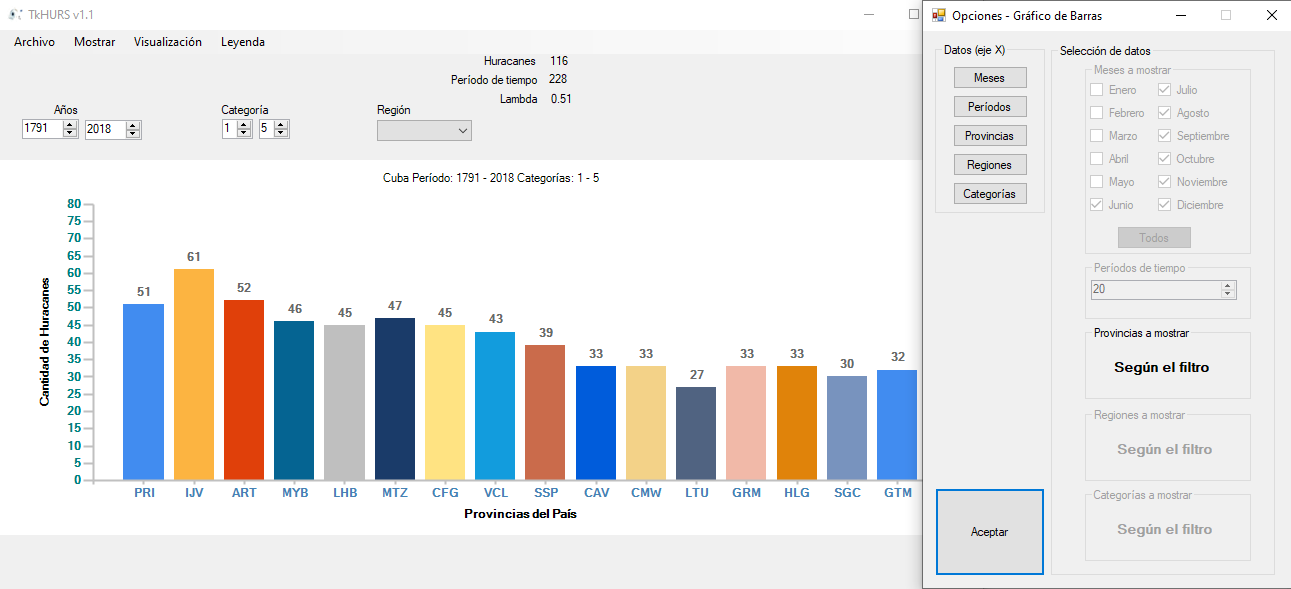 TkHURS v1.1
Archivo Mostrar Visualización Leyenda
Huracanes 116
Período de tiempo 228
Lambda 0.51
Años Categoría Región
1791 2018 1 5
Cuba Período: 1791 - 2018 Categorías: 1 - 5
Cantidad de Huracanes
80
75
70
65
60
55
50
45
40
35
30
25
20
15
10
5
0
51 61 52 46 45 47 45 43 39 33 33 27 33 33 30 32
PRI IJV ART MYB LHB MTZ CFG VCL SSP CAV CMW LTU GRM HLG SGC GTM
Provincias del País
Opciones - Gráfico de Barras
Datos (eje X)
Meses
Períodos
Provincias
Regiones
Categorías
Aceptar
Selección de datos
Meses a mostrar
Enero Julio
Febrero Agosto
Marzo Septiembre
Abril Octubre
Mayo Noviembre
Junio Diciembre
Todos
Períodos de tiempo
20
Provincias a mostrar
Según el filtro
Regiones a mostrar
Según el filtro
Categorías a mostrar
Según el filtro